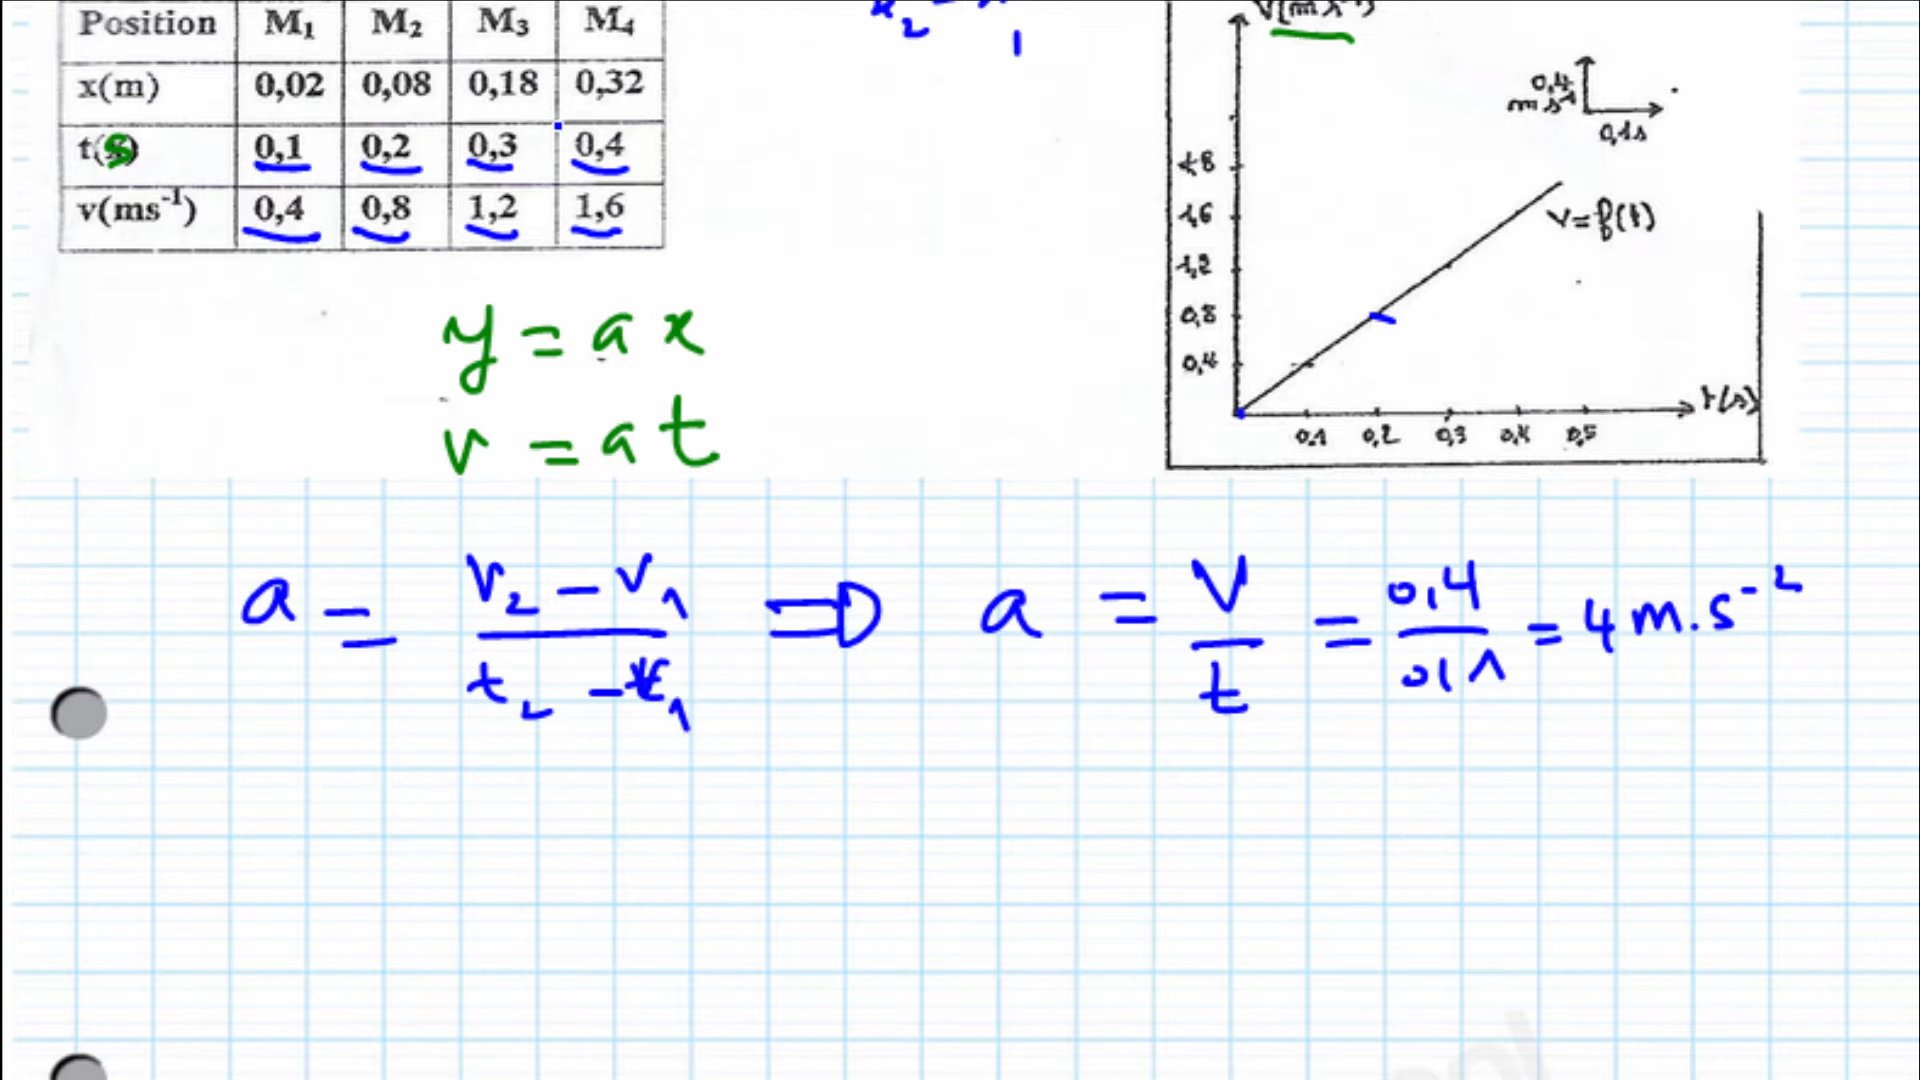 Position M₁ M₂ M₃ M₄
x(m) 0,02 0,08 0,18 0,32
t(s) 0,1 0,2 0,3 0,4
v(ms⁻¹) 0,4 0,8 1,2 1,6
2
1
0,4
m s⁻¹
0,1s
1,8
1,6
1,2
0,8
0,4
v=f(t)
t(s)
0,1 0,2 0,3 0,4 0,5
y = a x
v = a t
a = v₂ - v₁ / t₂ - t₁ ⇒ a = V / t = 0,4 / 0,1 = 4 m.s⁻²